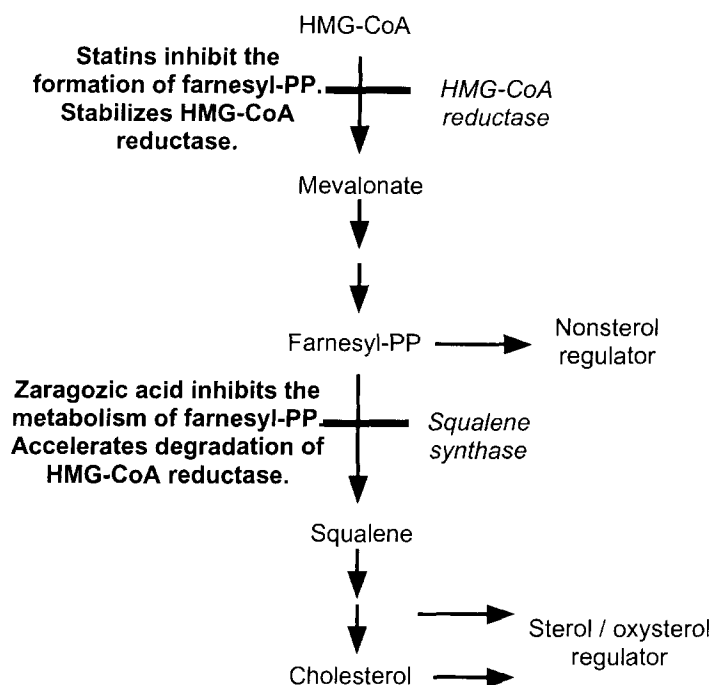 HMG-CoA
Statins inhibit the
formation of farnesyl-PP.
Stabilizes HMG-CoA
reductase.
HMG-CoA
reductase
Mevalonate
Farnesyl-PP
Nonsterol
regulator
Zaragozic acid inhibits the
metabolism of farnesyl-PP.
Accelerates degradation of
HMG-CoA reductase.
Squalene
synthase
Squalene
Sterol / oxysterol
regulator
Cholesterol